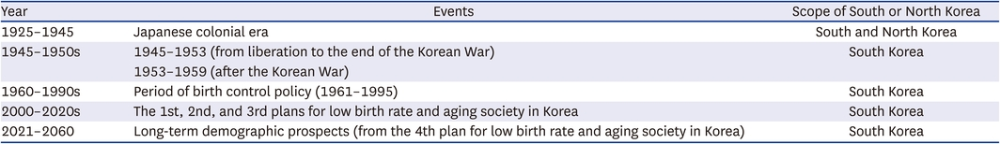 Year Events Scope of South or North Korea
1925–1945 Japanese colonial era South and North Korea
1945–1950s 1945–1953 (from liberation to the end of the Korean War) South Korea
1953–1959 (after the Korean War)
1960–1990s Period of birth control policy (1961–1995) South Korea
2000–2020s The 1st, 2nd, and 3rd plans for low birth rate and aging society in Korea South Korea
2021–2060 Long-term demographic prospects (from the 4th plan for low birth rate and aging society in Korea) South Korea